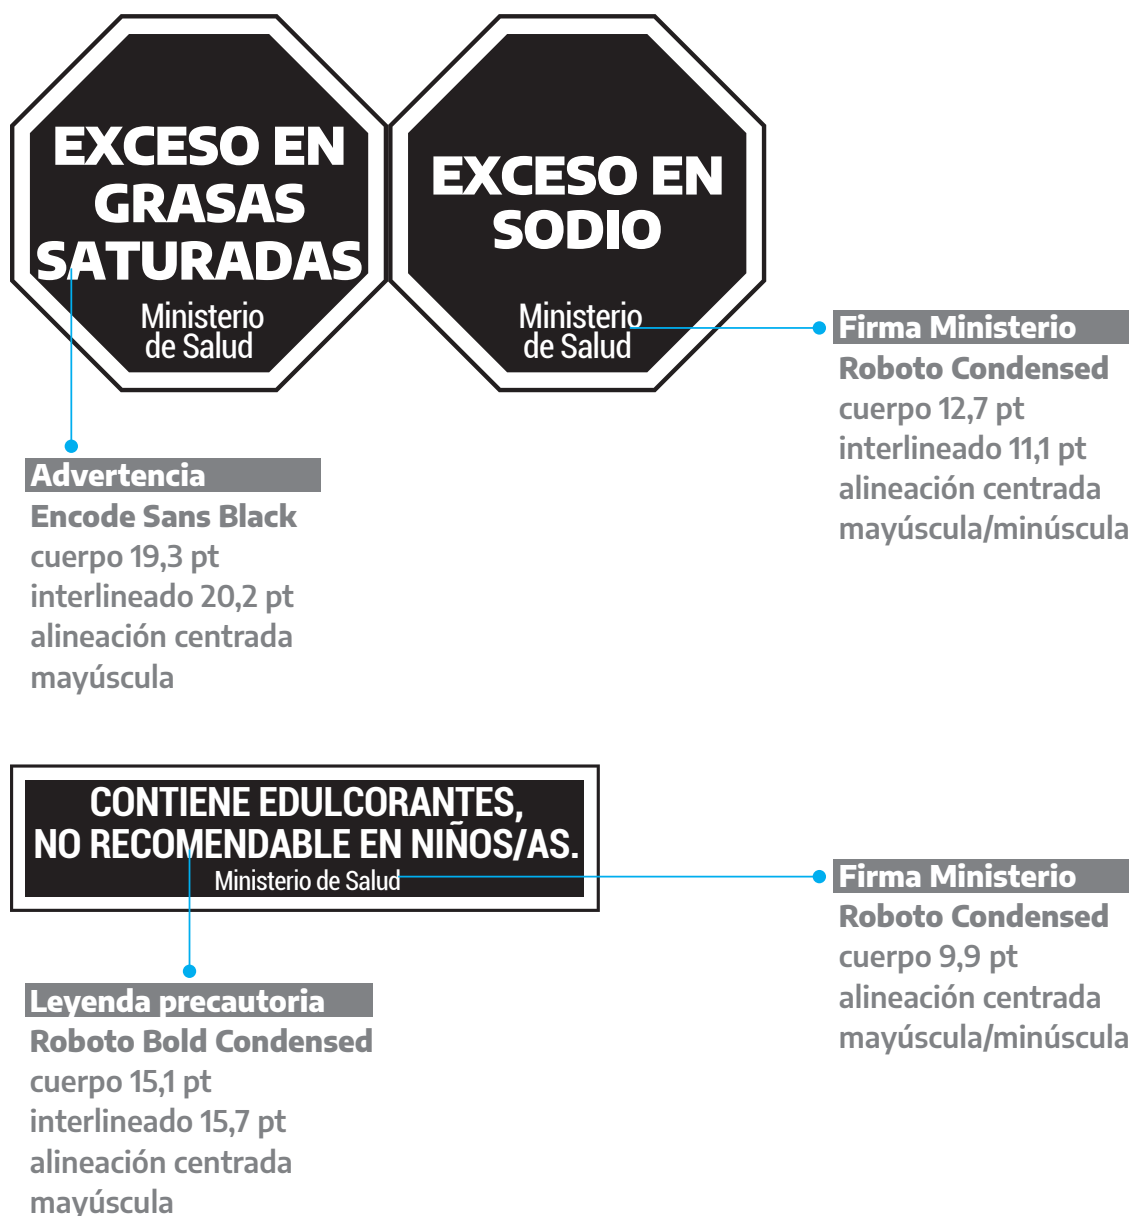 EXCESO EN
GRASAS
SATURADAS
Ministerio
de Salud
EXCESO EN
SODIO
Ministerio
de Salud
Firma Ministerio
Roboto Condensed
cuerpo 12,7 pt
interlineado 11,1 pt
alineación centrada
mayúscula/minúscula
Advertencia
Encode Sans Black
cuerpo 19,3 pt
interlineado 20,2 pt
alineación centrada
mayúscula
CONTIENE EDULCORANTES,
NO RECOMENDABLE EN NIÑOS/AS.
Ministerio de Salud
Firma Ministerio
Roboto Condensed
cuerpo 9,9 pt
alineación centrada
mayúscula/minúscula
Leyenda precautoria
Roboto Bold Condensed
cuerpo 15,1 pt
interlineado 15,7 pt
alineación centrada
mayúscula